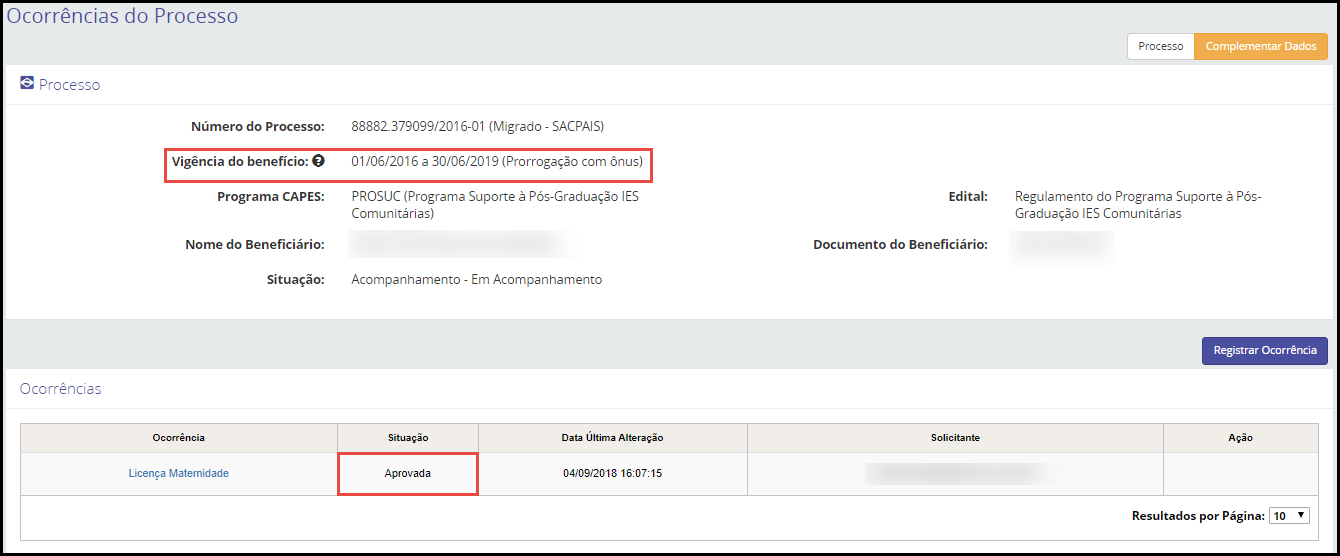 Ocorrências do Processo
Processo Complementar Dados
Processo
Número do Processo: 88882.379099/2016-01 (Migrado - SACPAIS)
Vigência do benefício: 01/06/2016 a 30/06/2019 (Prorrogação com ônus)
Programa CAPES: PROSUC (Programa Suporte à Pós-Graduação IES Edital: Regulamento do Programa Suporte à Pós-
Comunitárias) Graduação IES Comunitárias
Nome do Beneficiário: Documento do Beneficiário:
Situação: Acompanhamento - Em Acompanhamento
Registrar Ocorrência
Ocorrências
Ocorrência Situação Data Última Alteração Solicitante Ação
Licença Maternidade Aprovada 04/09/2018 16:07:15
Resultados por Página: 10